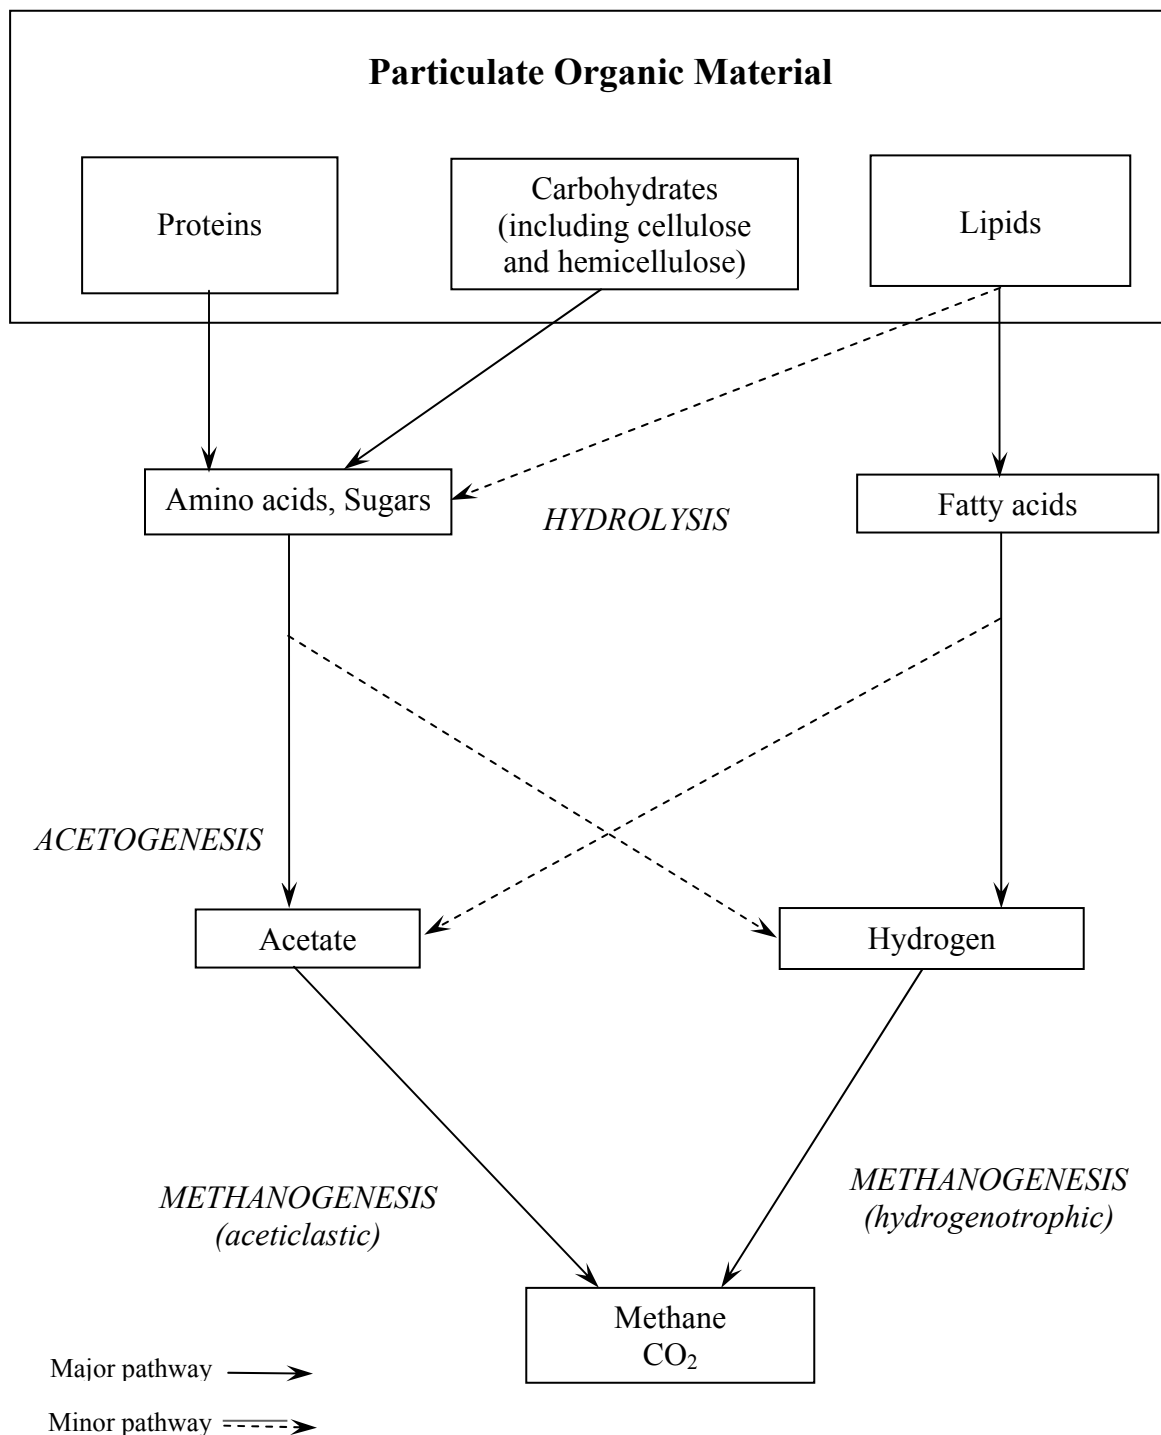 Particulate Organic Material
Proteins
Carbohydrates
(including cellulose
and hemicellulose)
Lipids
Amino acids, Sugars
HYDROLYSIS
Fatty acids
ACETOGENESIS
Acetate
Hydrogen
METHANOGENESIS
(aceticlastic)
METHANOGENESIS
(hydrogenotrophic)
Methane
CO₂
Major pathway
Minor pathway